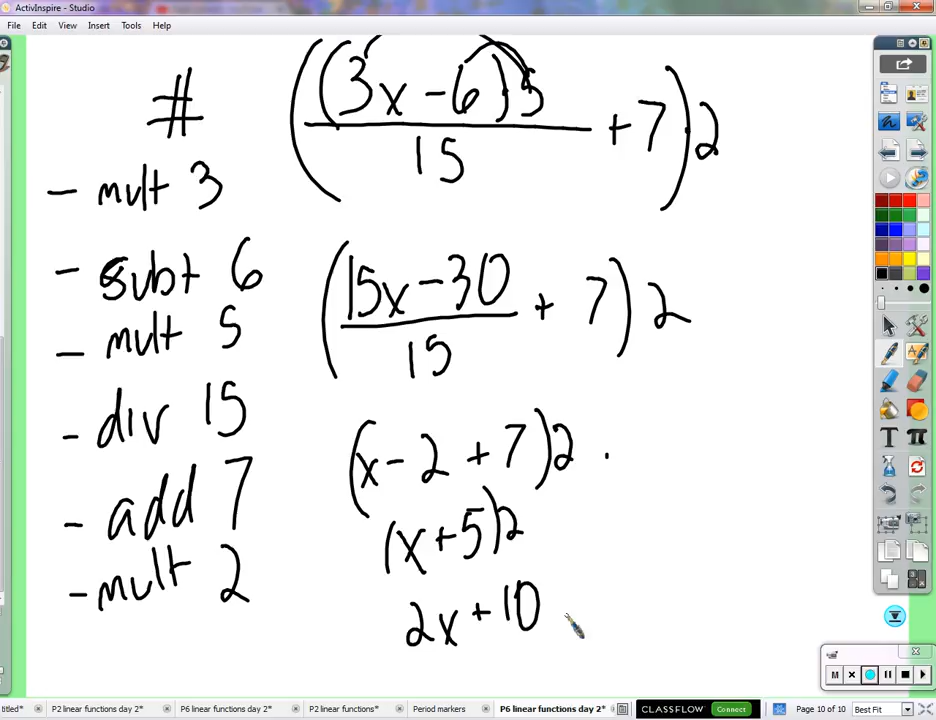 ActivInspire - Studio
File Edit View Insert Tools Help
#
- mult 3
- subt 6
- mult 5
- div 15
- add 7
- mult 2
((3x - 6)5
15
+ 7)2
(15x - 30
15
+ 7)2
(x - 2 + 7)2 .
(x + 5)2
2x + 10
titled* P2 linear functions day 2* P6 linear functions day 2* P2 linear functions* Period markers P6 linear functions day 2* CLASSFLOW Connect Page 10 of 10 Best Fit
M